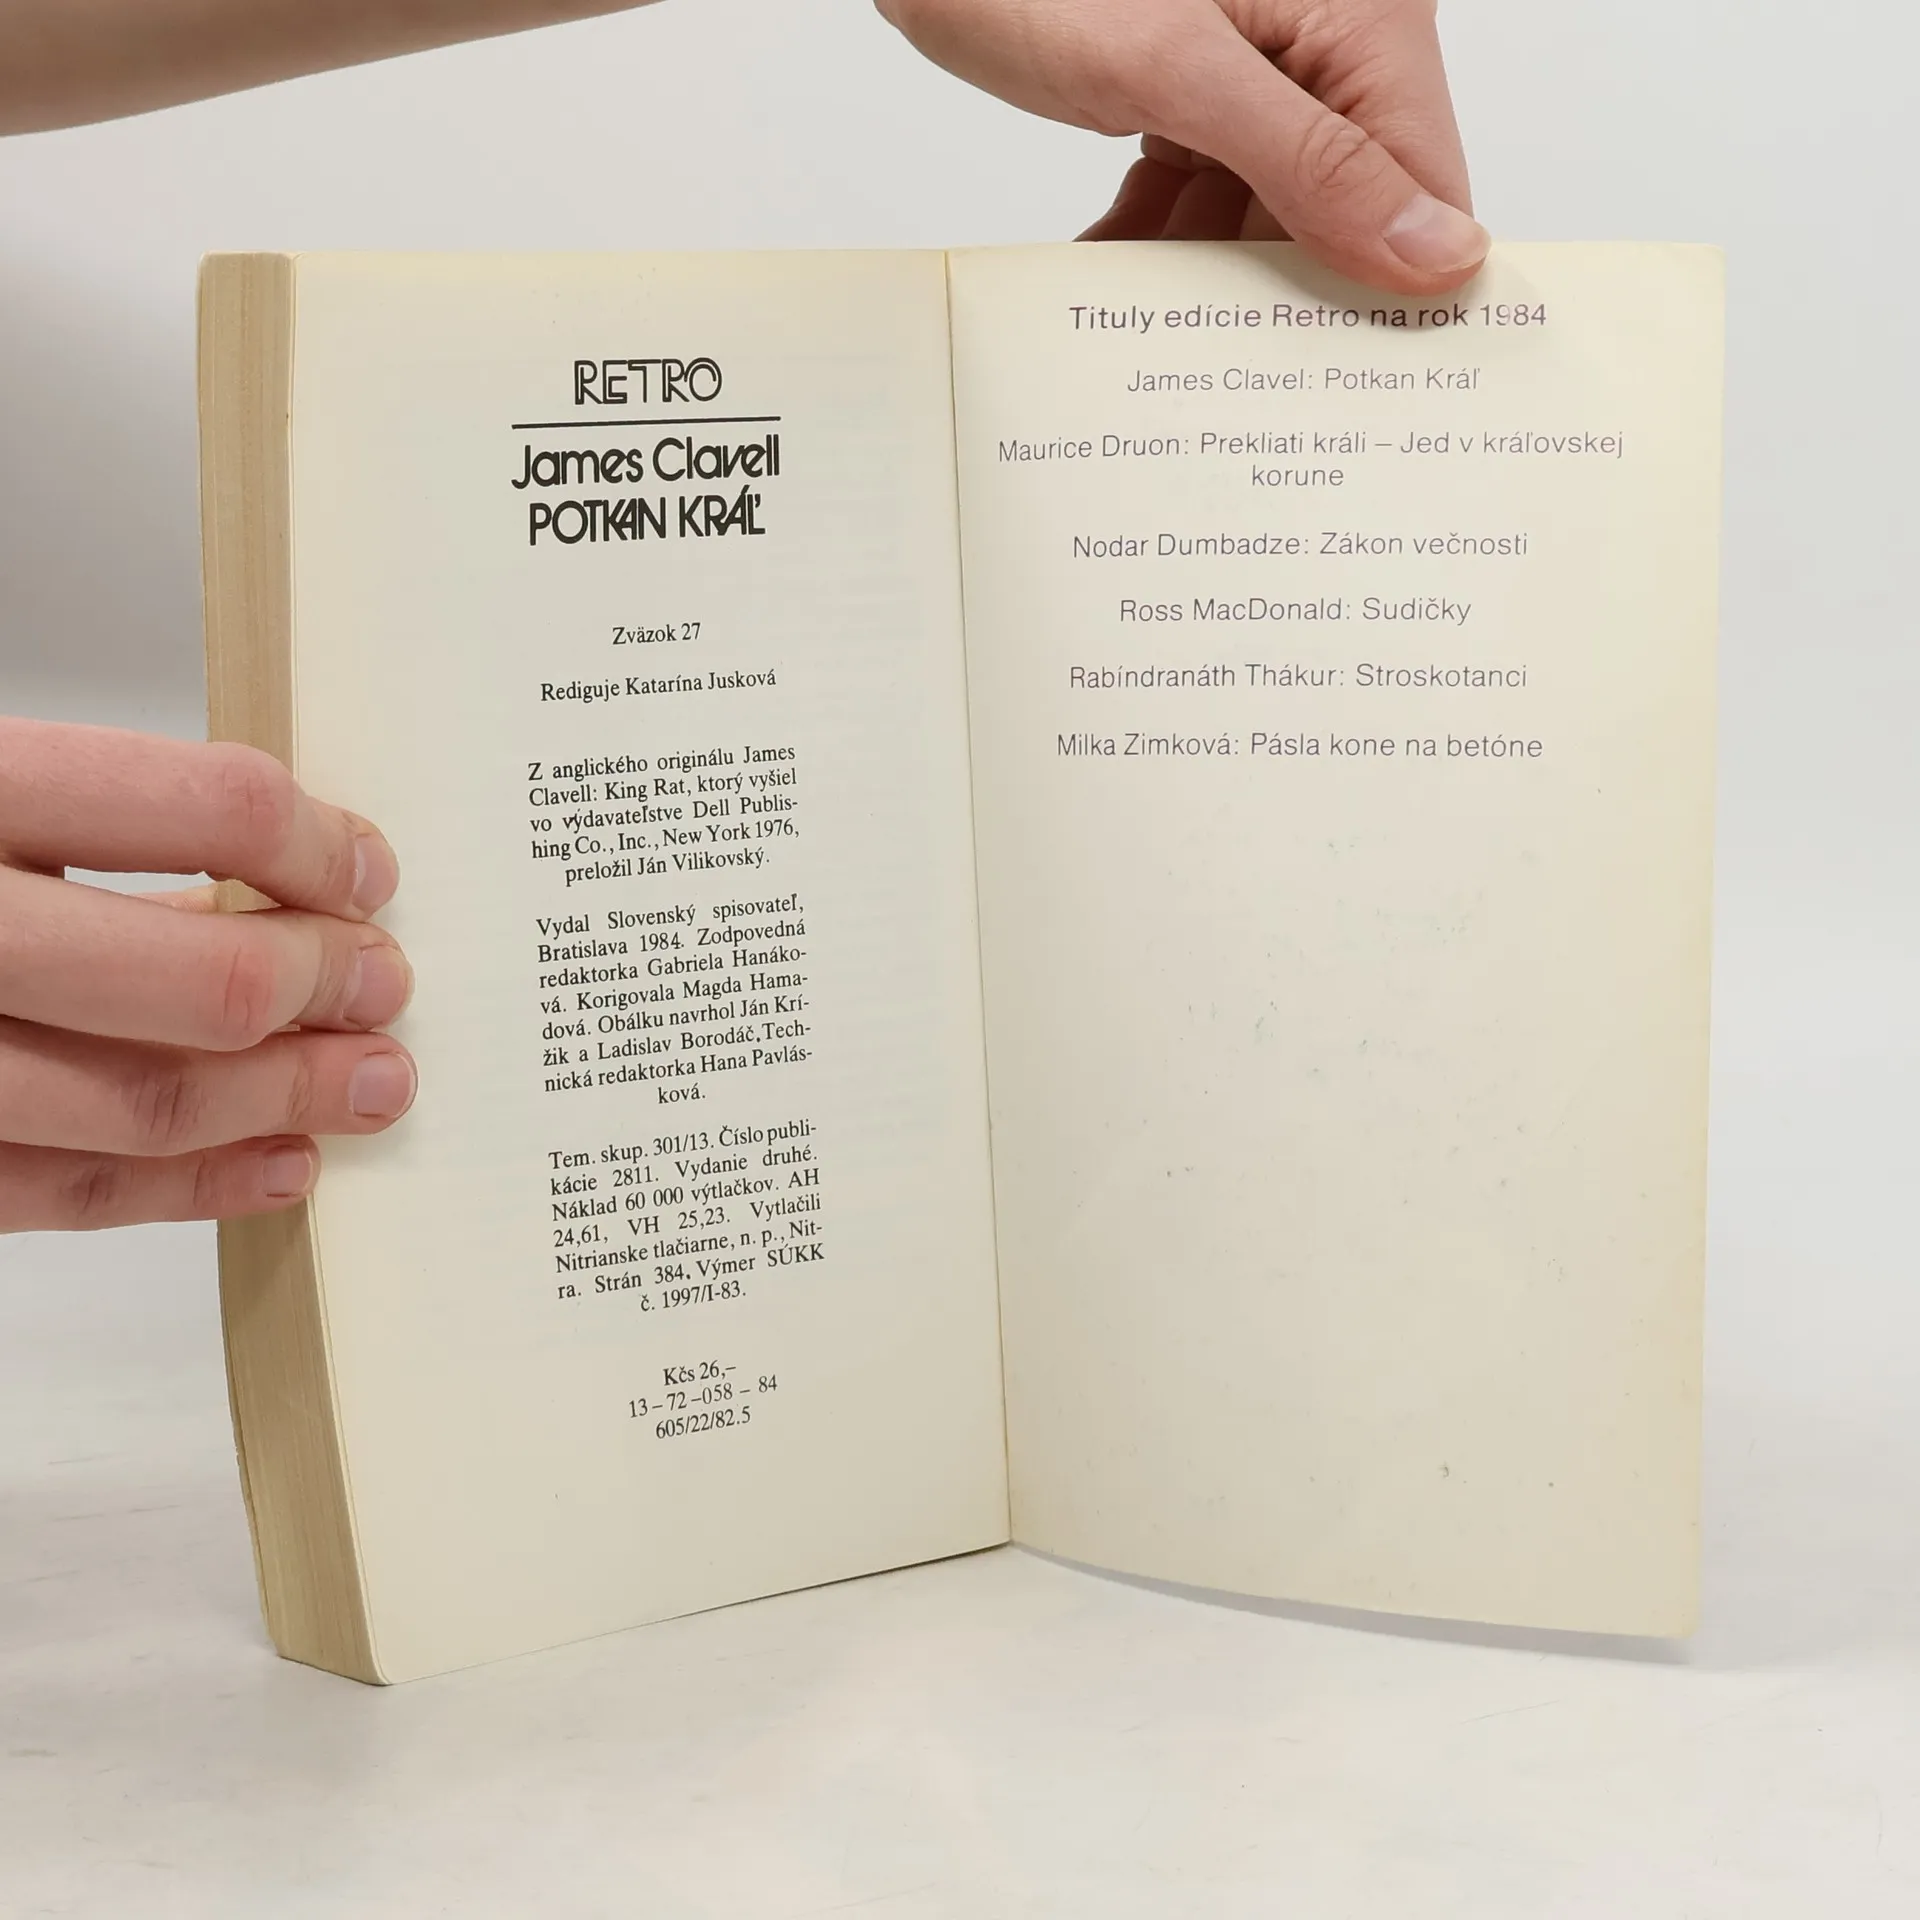 RETRO
James Clavell
POTKAN KRÁĽ
Zväzok 27
Rediguje Katarína Jusková
Z anglického originálu James
Clavell: King Rat, ktorý vyšiel
vo vydavateľstve Dell Publis-
hing Co., Inc., New York 1976,
preložil Ján Vilikovský.
Vydal Slovenský spisovateľ,
Bratislava 1984. Zodpovedná
redaktorka Gabriela Hanáko-
vá. Korigovala Magda Hama-
dová. Obálku navrhol Ján Krí-
žik a Ladislav Borodáč. Tech-
nická redaktorka Hana Pavlás-
ková.
Tem. skup. 301/13. Číslo publi-
kácie 2811. Vydanie druhé.
Náklad 60 000 výtlačkov. AH
24,61, VH 25,23. Vytlačili
Nitrianske tlačiarne, n. p., Nit-
ra. Strán 384. Výmer SÚKK
č. 1997/I-83.
Kčs 26,–
13 – 72 –058 – 84
605/22/82.5
Tituly edície Retro na rok 1984
James Clavel: Potkan Kráľ
Maurice Druon: Prekliati králi – Jed v kráľovskej
korune
Nodar Dumbadze: Zákon večnosti
Ross MacDonald: Sudičky
Rabíndranáth Thákur: Stroskotanci
Milka Zimková: Pásla kone na betóne